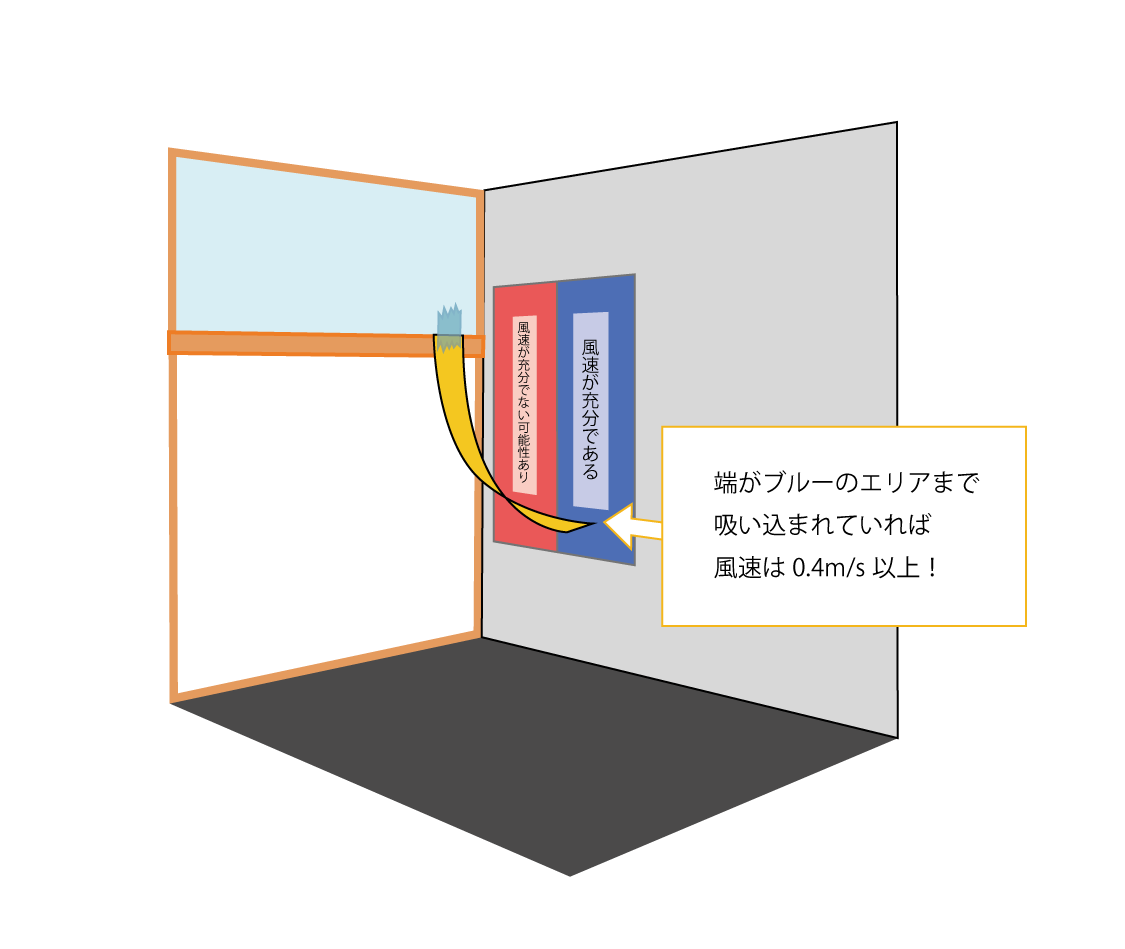 風速が充分でない可能性あり
風速が充分である
端がブルーのエリアまで
吸い込まれていれば
風速は 0.4m/s 以上！